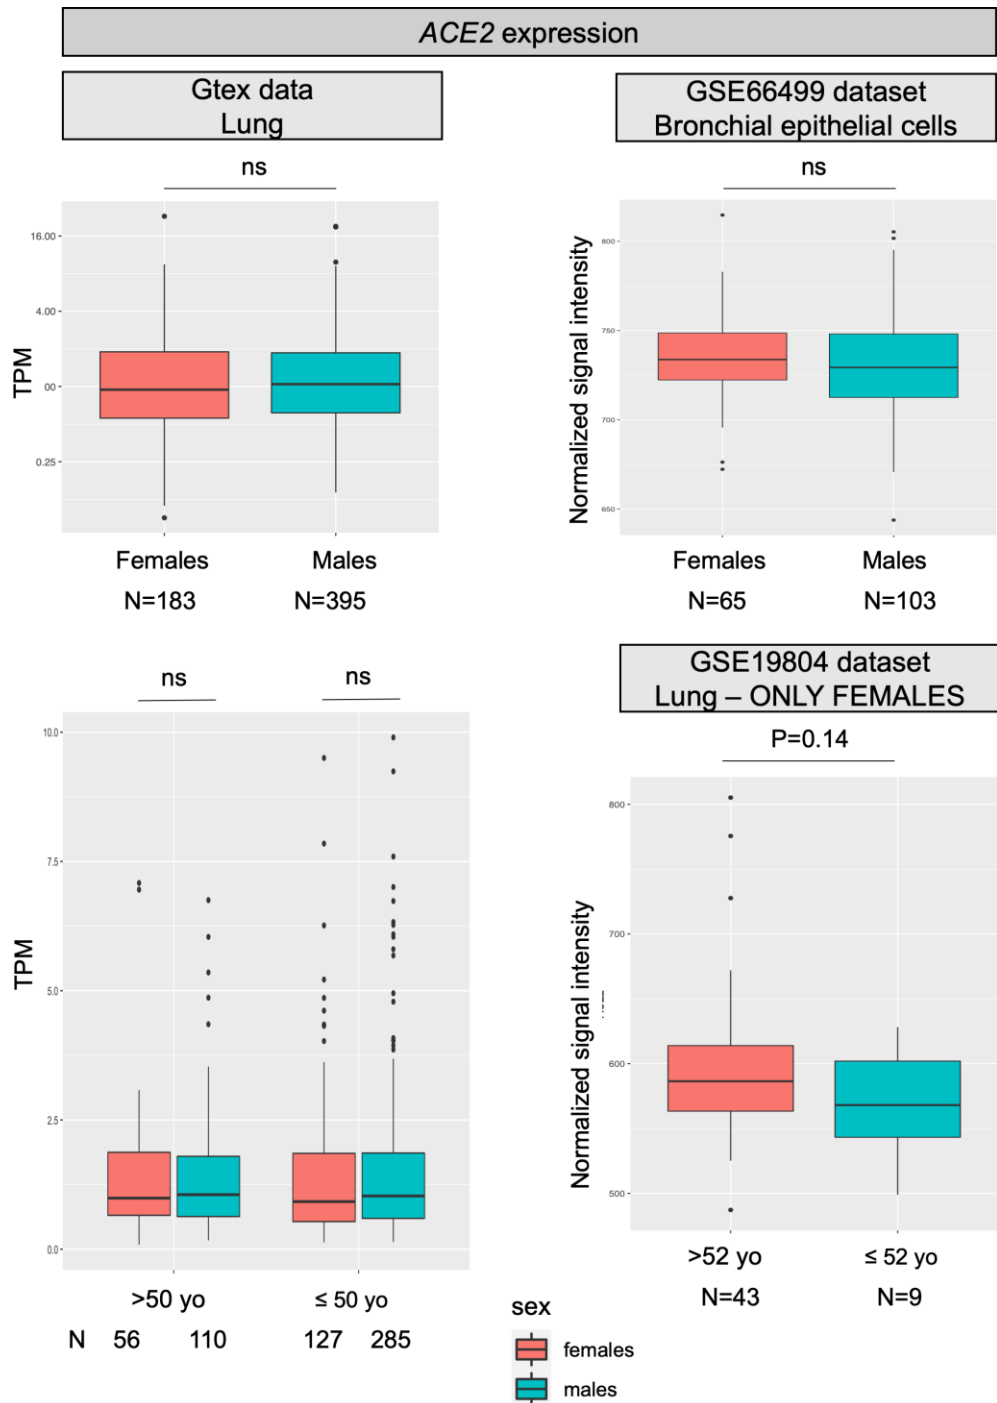 ACE2 expression
Gtex data
Lung
ns
TPM
16.00
4.00
00
0.25
Females
Males
N=183
N=395
GSE66499 dataset
Bronchial epithelial cells
ns
Normalized signal intensity
800
750
700
650
Females
Males
N=65
N=103
ns
ns
TPM
10.0
7.5
5.0
2.5
0.0
>50 yo
≤ 50 yo
N 56 110 127 285
GSE19804 dataset
Lung – ONLY FEMALES
P=0.14
Normalized signal intensity
800
700
600
500
>52 yo
≤ 52 yo
N=43
N=9
sex
females
males